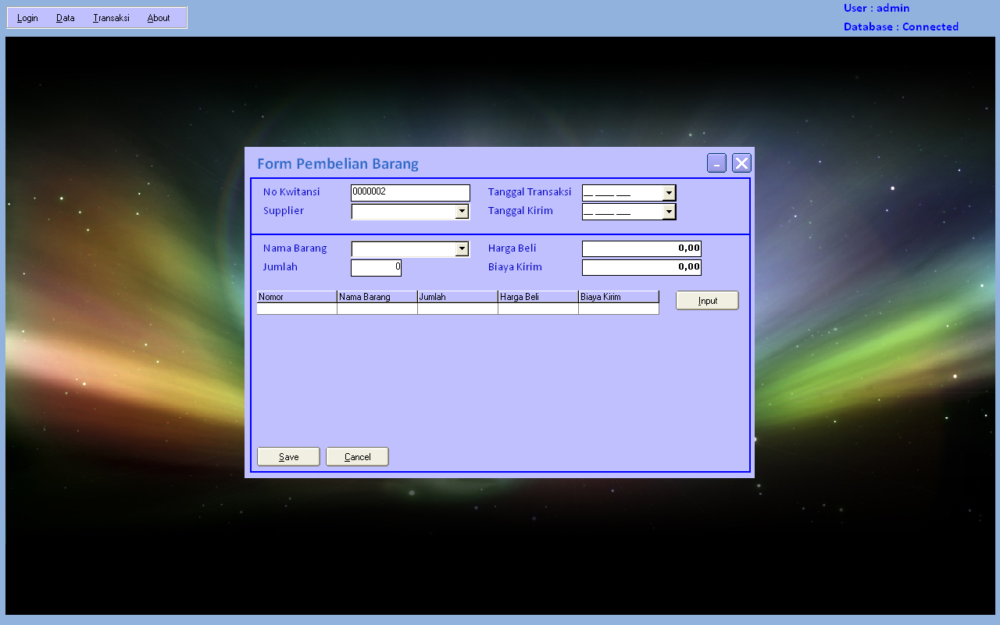 Login Data Transaksi About
User : admin
Database : Connected
Form Pembelian Barang
No Kwitansi 0000002 Tanggal Transaksi __ ____ ___
Supplier Tanggal Kirim __ ____ ___
Nama Barang Harga Beli 0,00
Jumlah 0 Biaya Kirim 0,00
Nomor Nama Barang Jumlah Harga Beli Biaya Kirim Input
Save Cancel